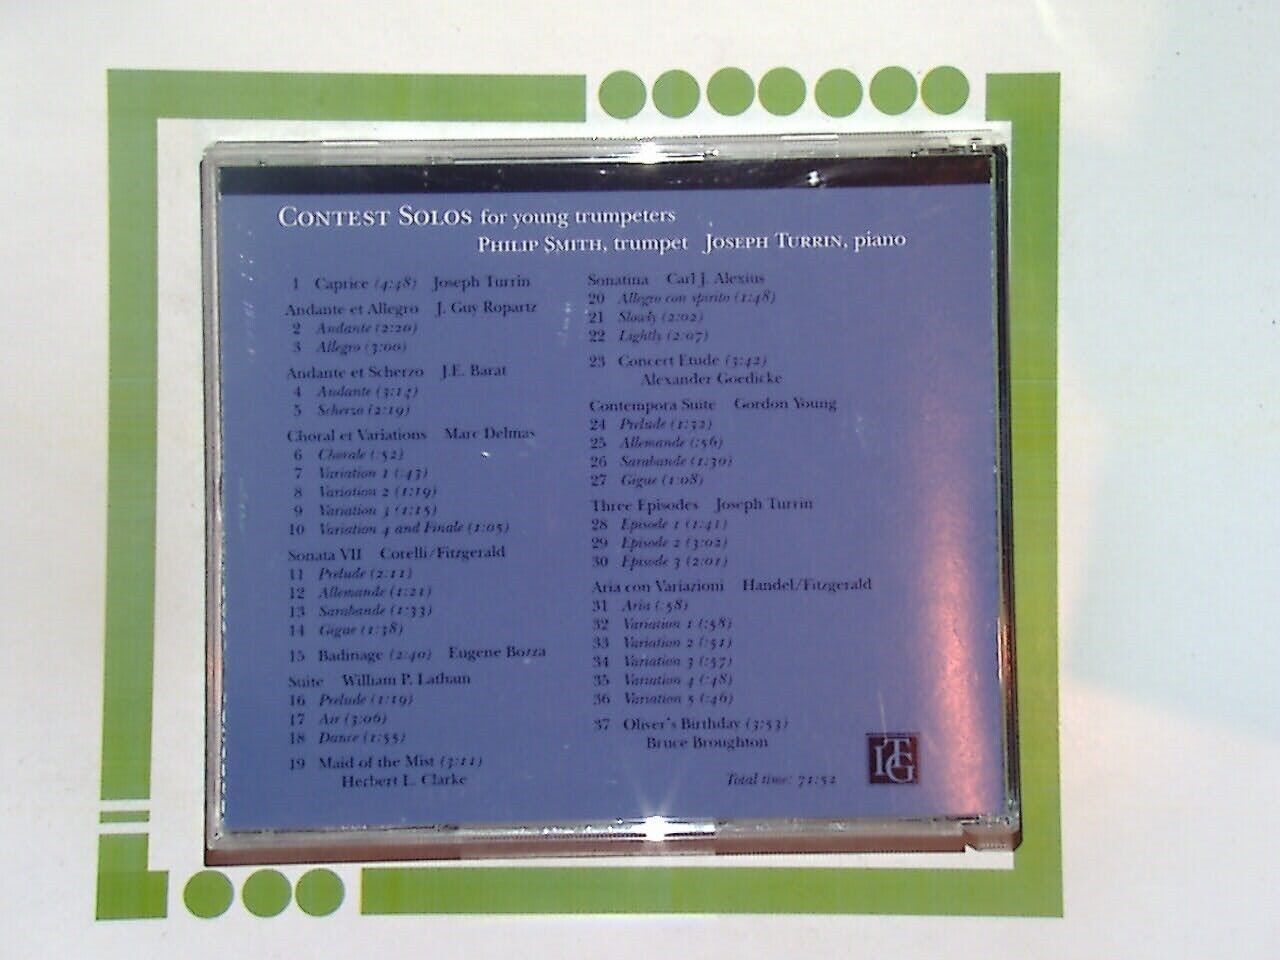 CONTEST SOLOS for young trumpeters
PHILIP SMITH, trumpet JOSEPH TURRIN, piano
1 Caprice (4:48) Joseph Turrin
Andante et Allegro J. Guy Ropartz
2 Andante (2:20)
3 Allegro (3:00)
Andante et Scherzo J.E. Barat
4 Andante (3:14)
5 Scherzo (2:19)
Choral et Variations Marc Delmas
6 Chorale (:52)
7 Variation 1 (:43)
8 Variation 2 (1:19)
9 Variation 3 (1:15)
10 Variation 4 and Finale (1:05)
Sonata VII Corelli/Fitzgerald
11 Prelude (2:11)
12 Allemande (1:21)
13 Sarabande (1:33)
14 Gigue (1:38)
15 Badinage (2:40) Eugene Bozza
Suite William P. Latham
16 Prelude (1:19)
17 Air (3:06)
18 Dance (1:55)
19 Maid of the Mist (3:11)
Herbert L. Clarke
Sonatina Carl J. Alexius
20 Allegro con spirito (1:48)
21 Slowly (2:02)
22 Lightly (2:07)
23 Concert Etude (3:42)
Alexander Goedicke
Contempora Suite Gordon Young
24 Prelude (1:32)
25 Allemande (:56)
26 Sarabande (1:30)
27 Gigue (1:08)
Three Episodes Joseph Turrin
28 Episode 1 (1:41)
29 Episode 2 (3:02)
30 Episode 3 (2:01)
Aria con Variazioni Handel/Fitzgerald
31 Aria (:58)
32 Variation 1 (:58)
33 Variation 2 (:51)
34 Variation 3 (:57)
35 Variation 4 (:48)
36 Variation 5 (:46)
37 Oliver's Birthday (3:53)
Bruce Broughton
Total time: 71:52
ITG